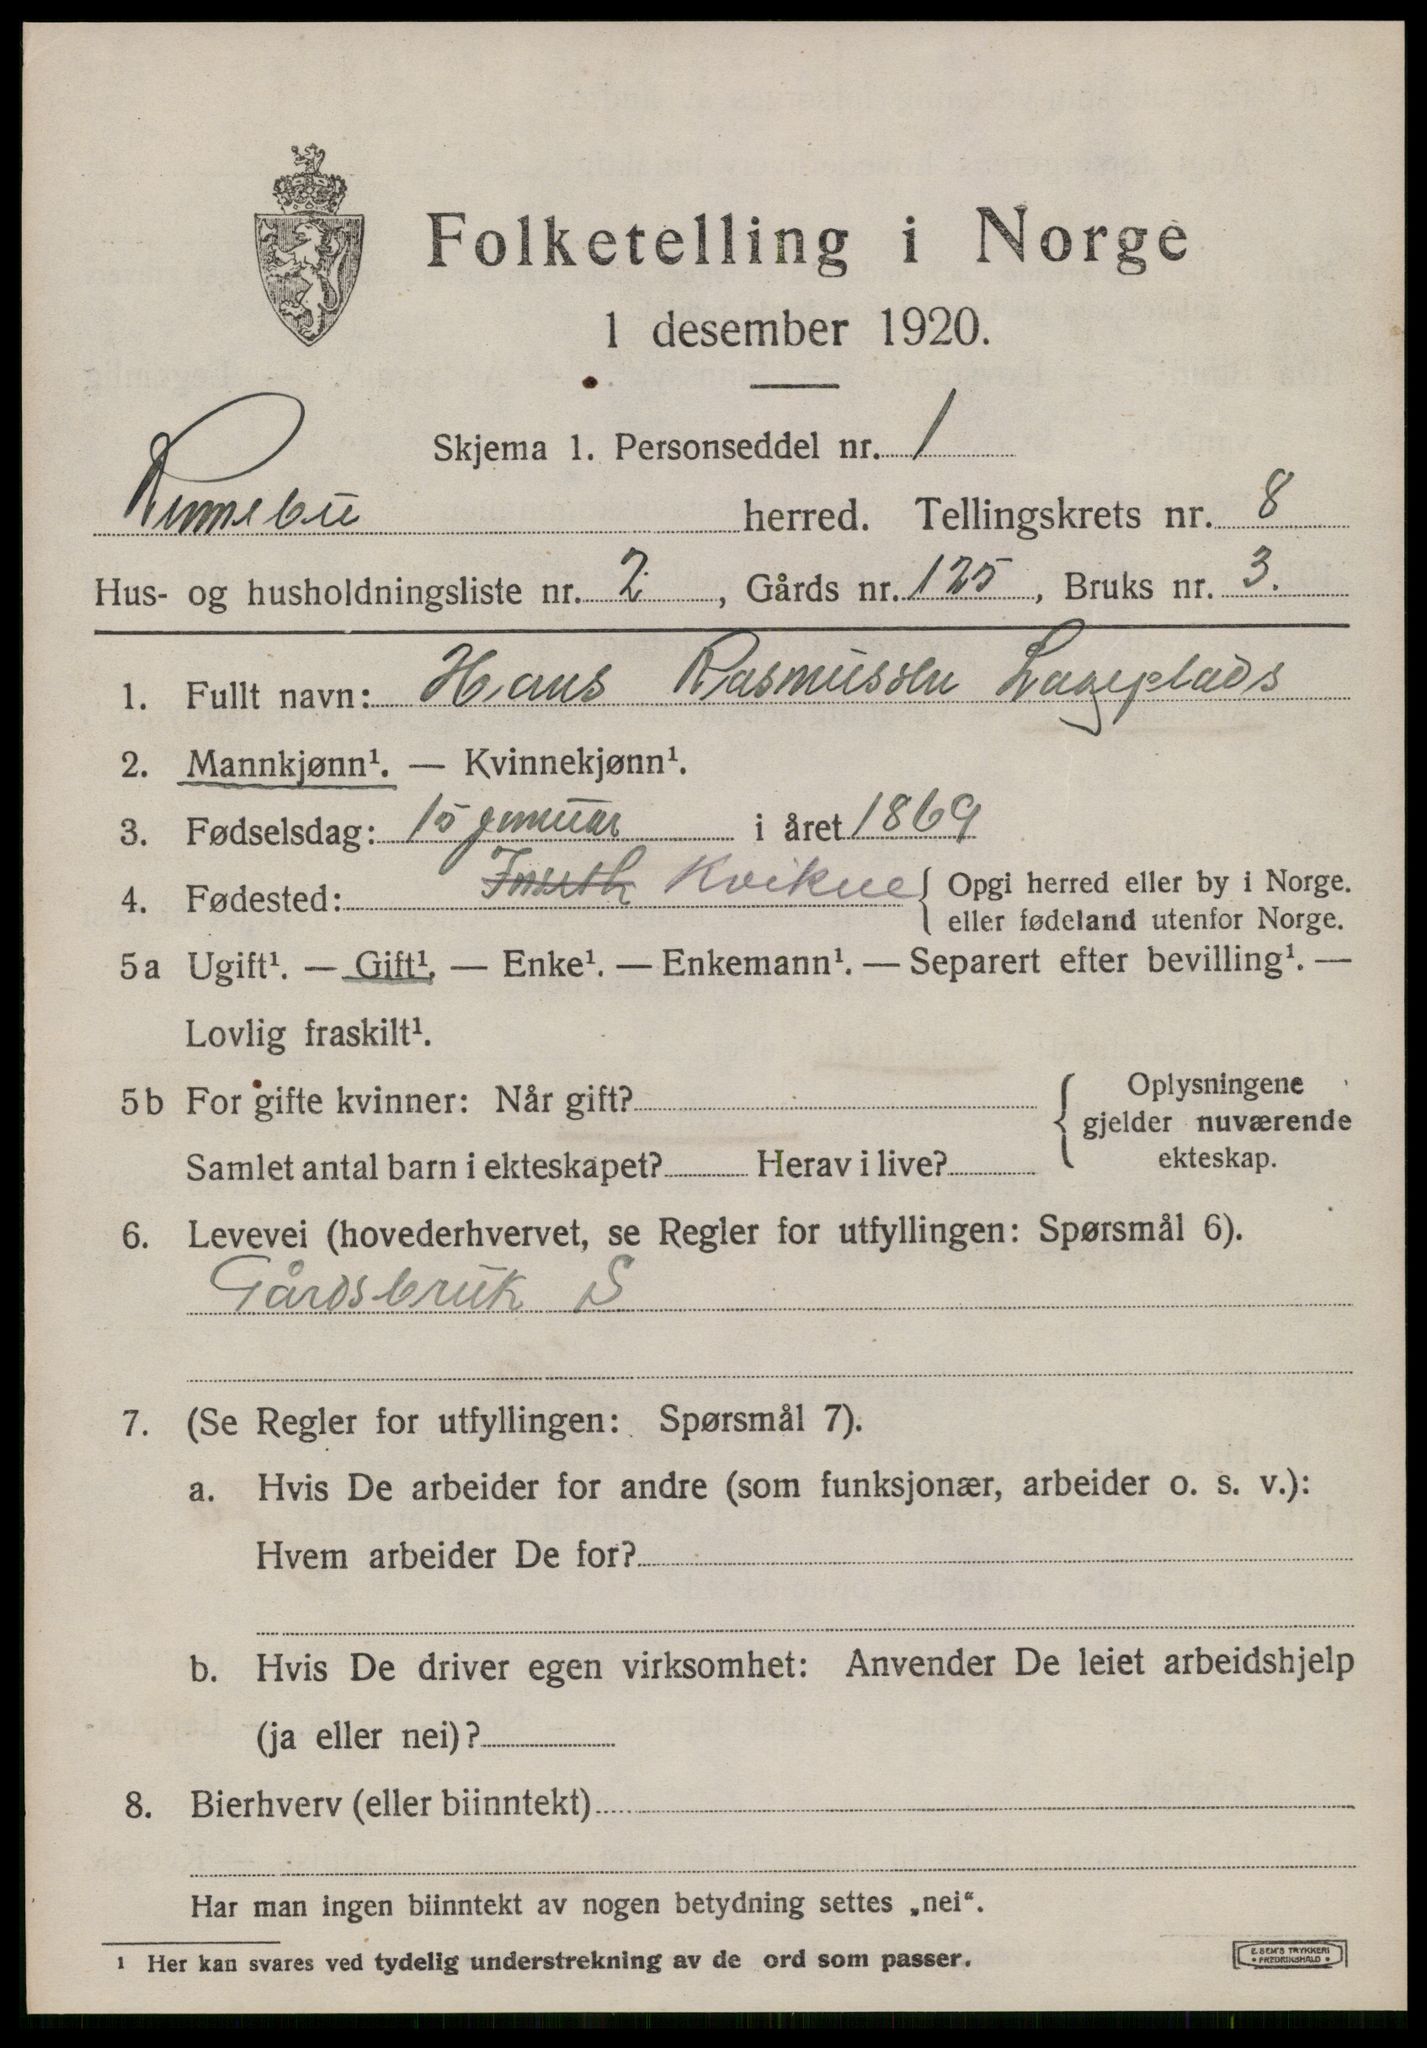 Folketelling i Norge
1 desember 1920.
Skjema 1. Personseddel nr. 1
Rennebu herred. Tellingskrets nr. 8
Hus- og husholdningsliste nr. 2, Gårds nr. 125, Bruks nr. 3.
1. Fullt navn: Hans Rasmussen Lageplads
2. Mannkjønn¹. — Kvinnekjønn¹.
3. Fødselsdag: 15 januar i året 1869
4. Fødested: Inseth Kvikne { Opgi herred eller by i Norge.
eller fødeland utenfor Norge.
5a Ugift¹. — Gift¹. — Enke¹. — Enkemann¹. — Separert efter bevilling¹. —
Lovlig fraskilt¹.
5b For gifte kvinner: Når gift?
Samlet antal barn i ekteskapet? Herav i live?
{ Oplysningene
gjelder nuværende
ekteskap.
6. Levevei (hovederhvervet, se Regler for utfyllingen: Spørsmål 6).
Gårdsbruk S
7. (Se Regler for utfyllingen: Spørsmål 7).
a. Hvis De arbeider for andre (som funksjonær, arbeider o. s. v.):
Hvem arbeider De for?
b. Hvis De driver egen virksomhet: Anvender De leiet arbeidshjelp
(ja eller nei)?
8. Bierhverv (eller biinntekt)
Har man ingen biinntekt av nogen betydning settes „nei“.
¹ Her kan svares ved tydelig understrekning av de ord som passer.
E. SEM'S TRYKKERI
• FREDRIKSHALD •